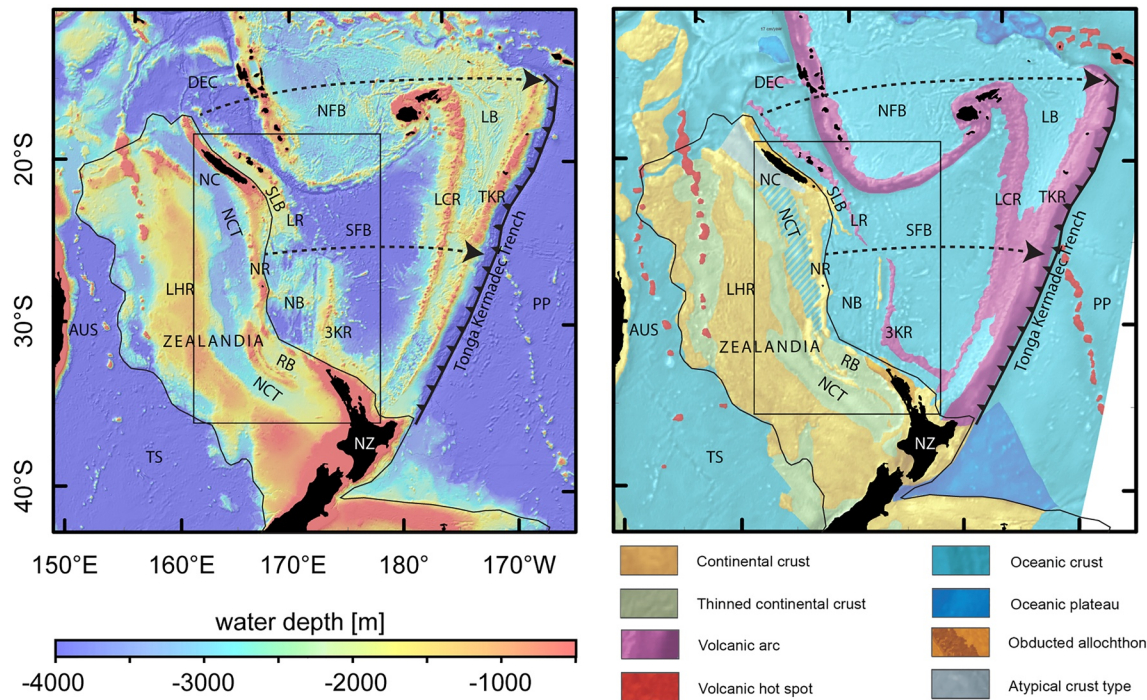 DEC
NFB
LB
20°S
NC
SLB
LCR
TKR
NCT
LR
SFB
NR
LHR
NB
PP
30°S
AUS
3KR
ZEALANDIA
RB
NCT
Tonga Kermadec Trench
NZ
TS
40°S
150°E
160°E
170°E
180°
170°W
water depth [m]
-4000
-3000
-2000
-1000
DEC
NFB
LB
NC
SLB
LCR
TKR
NCT
LR
SFB
NR
LHR
NB
PP
AUS
3KR
ZEALANDIA
RB
NCT
Tonga Kermadec Trench
NZ
TS
Continental crust
Oceanic crust
Thinned continental crust
Oceanic plateau
Volcanic arc
Obducted allochthon
Volcanic hot spot
Atypical crust type